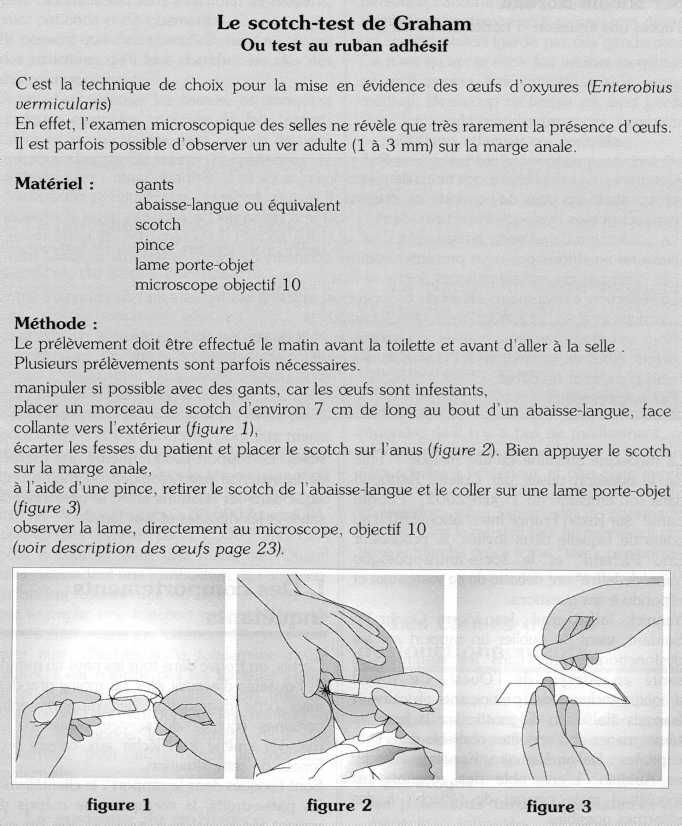 Le scotch-test de Graham
Ou test au ruban adhésif
C'est la technique de choix pour la mise en évidence des œufs d'oxyures (Enterobius
vermicularis)
En effet, l'examen microscopique des selles ne révèle que très rarement la présence d'œufs.
Il est parfois possible d'observer un ver adulte (1 à 3 mm) sur la marge anale.
Matériel : gants
abaisse-langue ou équivalent
scotch
pince
lame porte-objet
microscope objectif 10
Méthode :
Le prélèvement doit être effectué le matin avant la toilette et avant d'aller à la selle .
Plusieurs prélèvements sont parfois nécessaires.
manipuler si possible avec des gants, car les œufs sont infestants,
placer un morceau de scotch d'environ 7 cm de long au bout d'un abaisse-langue, face
collante vers l'extérieur (figure 1),
écarter les fesses du patient et placer le scotch sur l'anus (figure 2). Bien appuyer le scotch
sur la marge anale,
à l'aide d'une pince, retirer le scotch de l'abaisse-langue et le coller sur une lame porte-objet
(figure 3)
observer la lame, directement au microscope, objectif 10
(voir description des œufs page 23).
figure 1
figure 2
figure 3